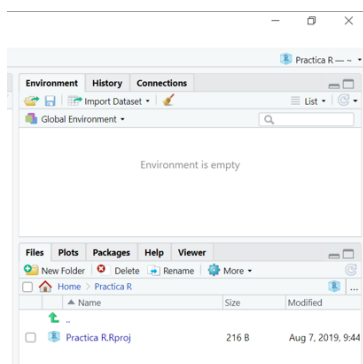 Practica R — ~
Environment History Connections
Import Dataset List
Global Environment
Environment is empty
Files Plots Packages Help Viewer
New Folder Delete Rename More
Home Practica R
Name Size Modified
..
Practica R.Rproj 216 B Aug 7, 2019, 9:44